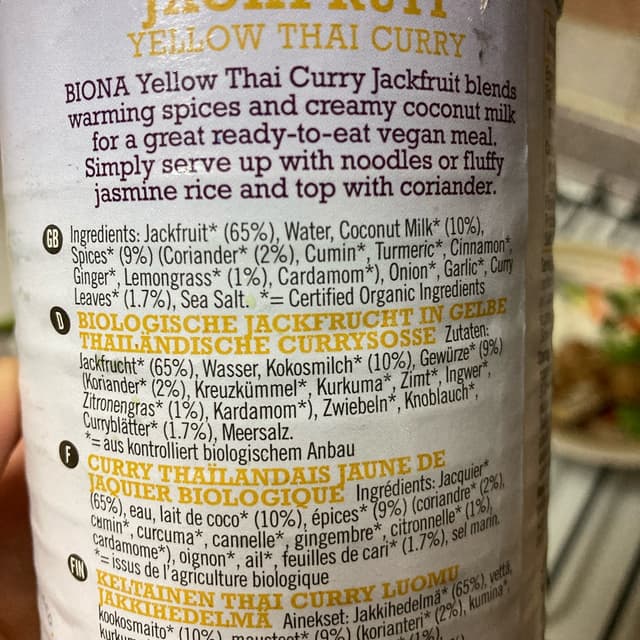 JACKFRUIT
YELLOW THAI CURRY
BIONA Yellow Thai Curry Jackfruit blends
warming spices and creamy coconut milk
for a great ready-to-eat vegan meal.
Simply serve up with noodles or fluffy
jasmine rice and top with coriander.
GB Ingredients: Jackfruit* (65%), Water, Coconut Milk* (10%),
Spices* (9%) (Coriander* (2%), Cumin*, Turmeric*, Cinnamon*,
Ginger*, Lemongrass* (1%), Cardamom*), Onion*, Garlic*, Curry
Leaves* (1.7%), Sea Salt. *= Certified Organic Ingredients
D BIOLOGISCHE JACKFRUCHT IN GELBE
THAILÄNDISCHE CURRYSOSSE Zutaten:
Jackfrucht* (65%), Wasser, Kokosmilch* (10%), Gewürze* (9%)
(Koriander* (2%), Kreuzkümmel*, Kurkuma*, Zimt*, Ingwer*,
Zitronengras* (1%), Kardamom*), Zwiebeln*, Knoblauch*,
Curryblätter* (1.7%), Meersalz.
*= aus kontrolliert biologischem Anbau
F CURRY THAÏLANDAIS JAUNE DE
JAQUIER BIOLOGIQUE Ingrédients: Jacquier*
(65%), eau, lait de coco* (10%), épices* (9%) (coriandre* (2%),
cumin*, curcuma*, cannelle*, gingembre*, citronnelle* (1%),
cardamome*), oignon*, ail*, feuilles de cari* (1.7%), sel marin.
*= issus de l'agriculture biologique
FIN KELTAINEN THAI CURRY LUOMU
JAKKIHEDELMÄ Ainekset: Jakkihedelmä* (65%), vettä,
kookosmaito* (10%), mausteet* (9%) (korianteri* (2%), kumina*,